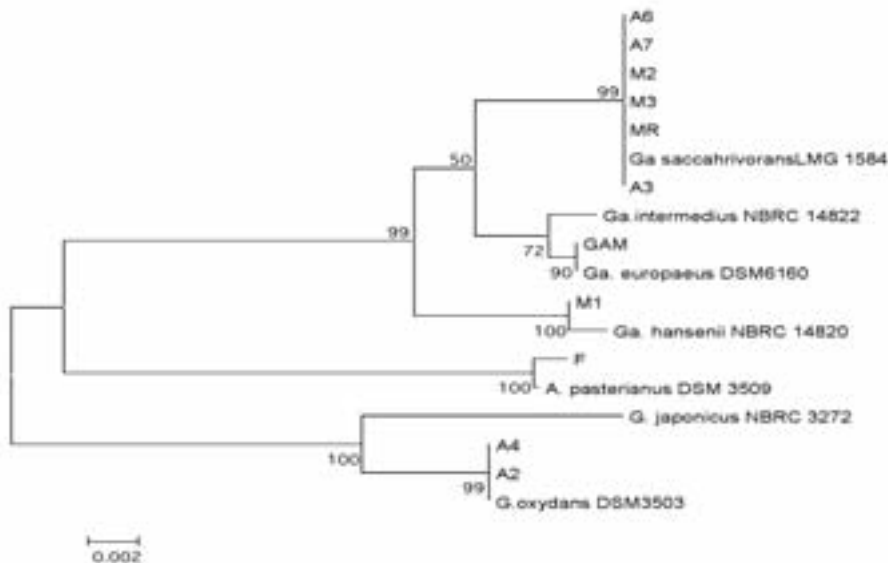 A6
A7
M2
99
M3
MR
50
Ga saccahrivoransLMG 1584
A3
Ga.intermedius NBRC 14822
99
GAM
72
90
Ga. europaeus DSM6160
M1
100
Ga. hansenii NBRC 14820
F
100
A. pasterianus DSM 3509
G. japonicus NBRC 3272
A4
100
A2
99
G.oxydans DSM3503
0.002